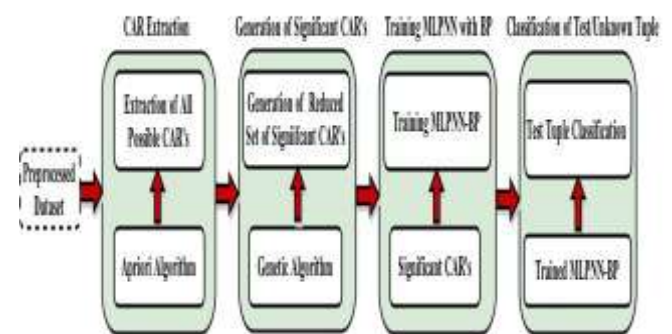 CAR Extraction
Generation of Significant CAR's
Training MLPNN with BP
Classification of Test/Unknown Tuple
Preprocessed
Dataset
Extraction of All
Possible CAR's
Apriori Algorithm
Generation of Reduced
Set of Significant CAR's
Genetic Algorithm
Training MLPNN-BP
Significant CAR's
Test Tuple Classification
Trained MLPNN-BP